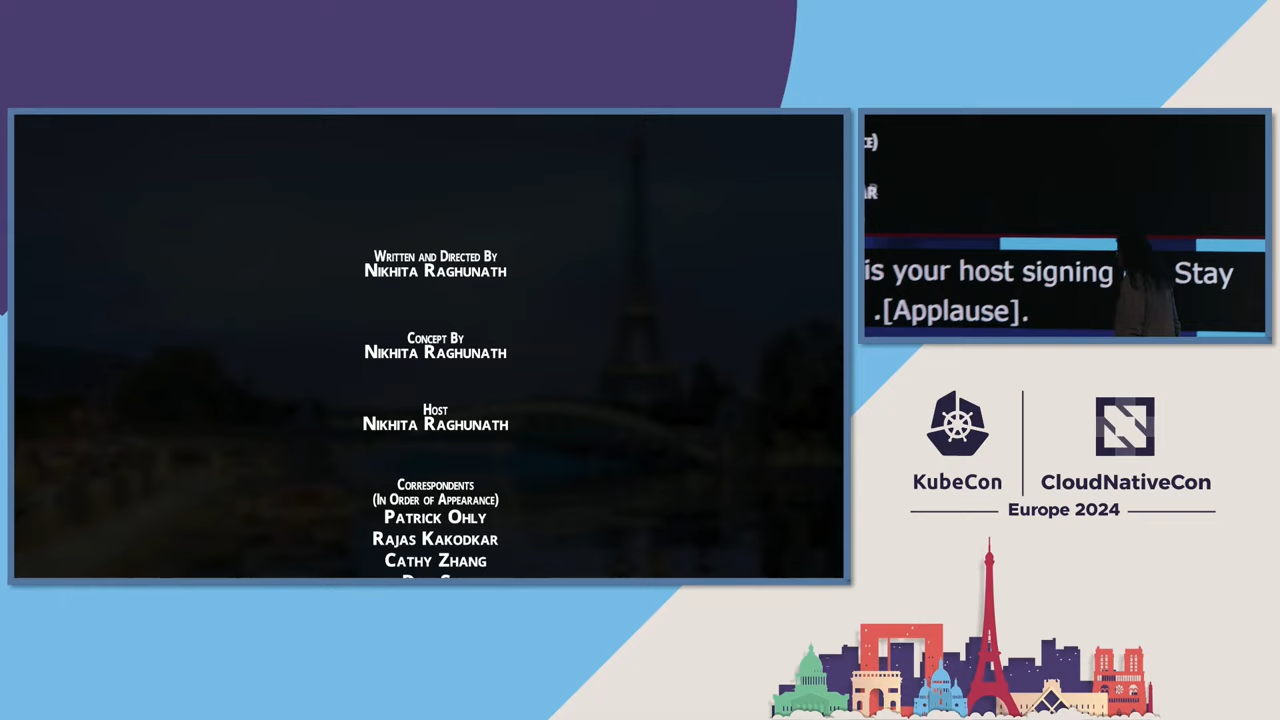 Written and Directed By
Nikhita Raghunath
Concept By
Nikhita Raghunath
Host
Nikhita Raghunath
Correspondents
(In Order of Appearance)
Patrick Ohly
Rajas Kakodkar
Cathy Zhang
is your host signing
Stay
.[Applause].
KubeCon
CloudNativeCon
Europe 2024